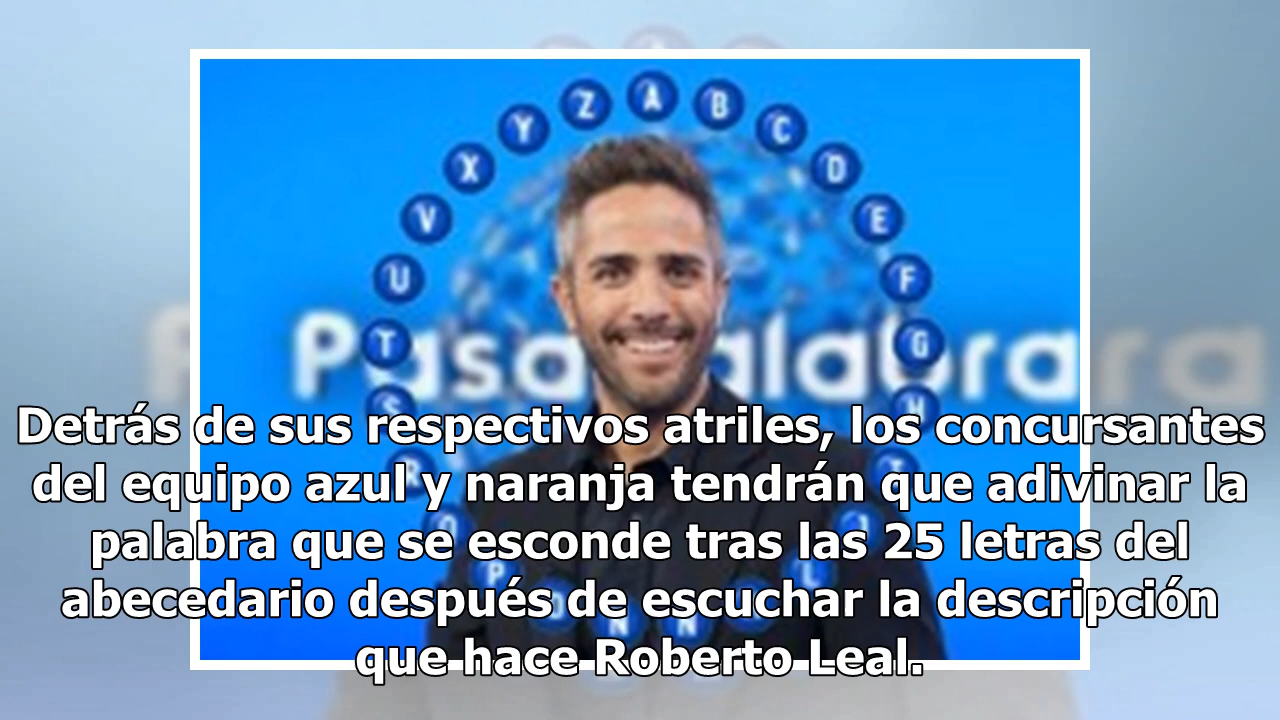 Z A B
Y C
X D
V E
U F
T G
Pasapalabra
Detrás de sus respectivos atriles, los concursantes
del equipo azul y naranja tendrán que adivinar la
palabra que se esconde tras las 25 letras del
abecedario después de escuchar la descripción
que hace Roberto Leal.